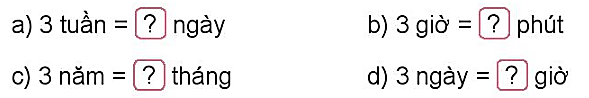 a) 3 tuần = ? ngày b) 3 giờ = ? phút
c) 3 năm = ? tháng d) 3 ngày = ? giờ